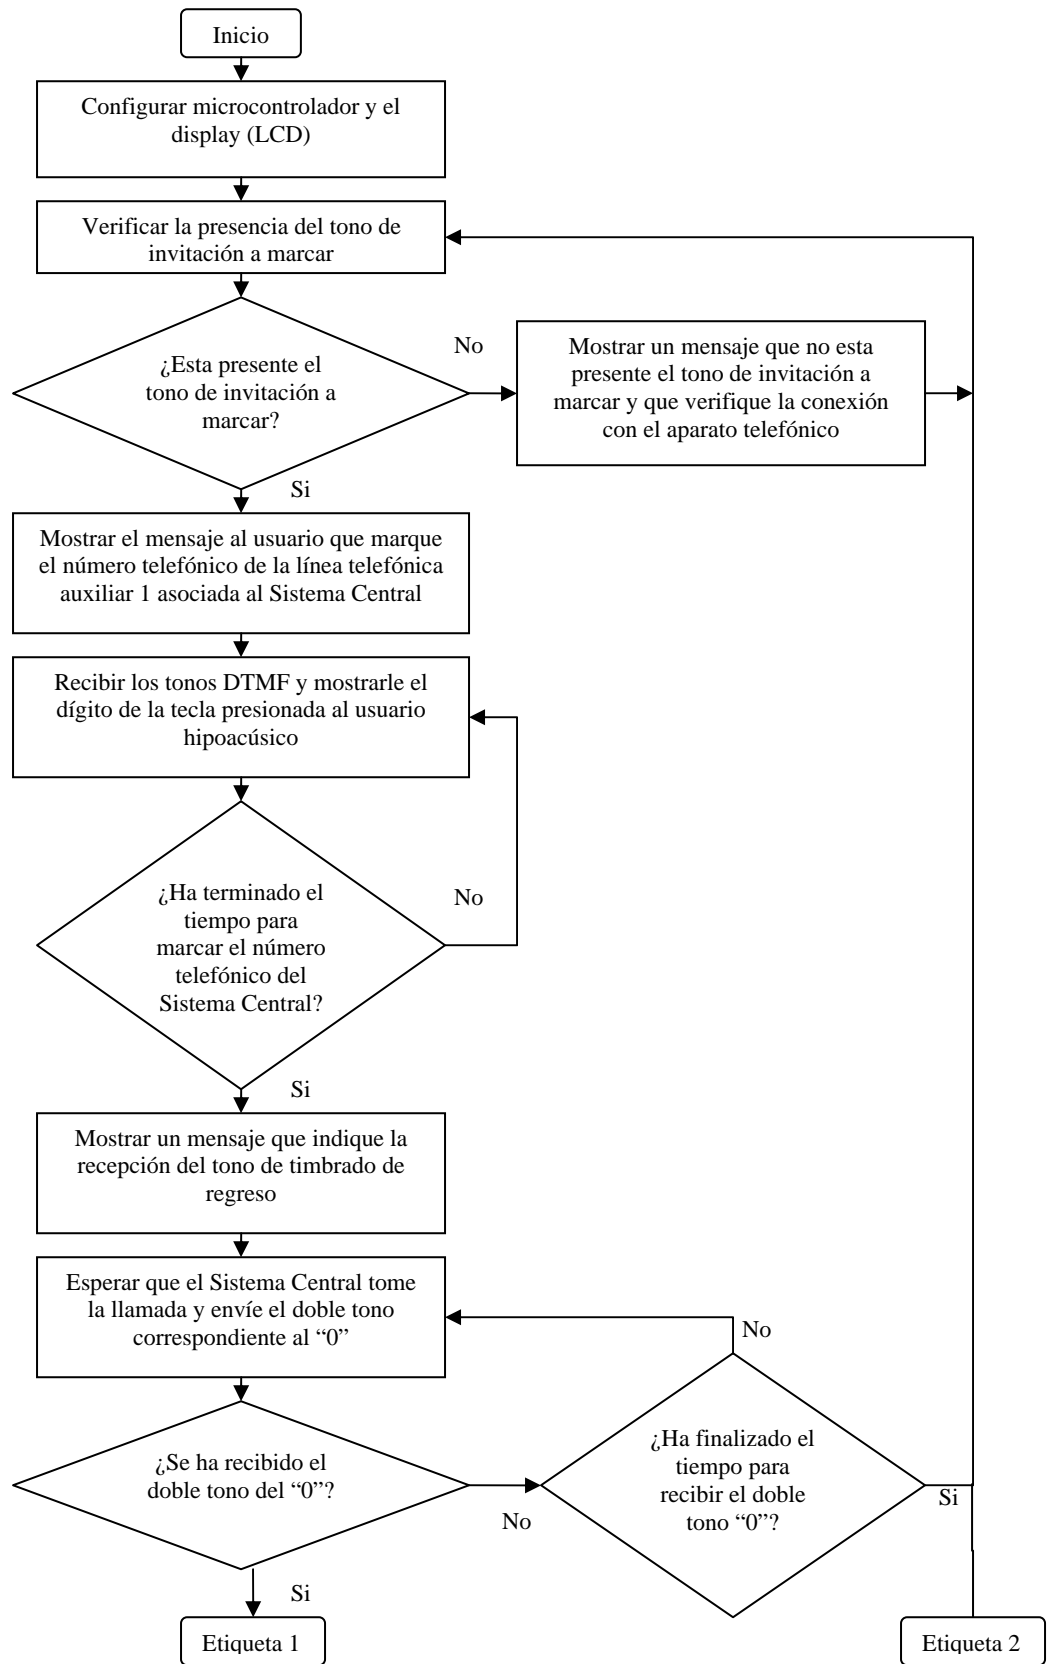 Inicio
Configurar microcontrolador y el
display (LCD)
Verificar la presencia del tono de
invitación a marcar
¿Esta presente el
tono de invitación a
marcar?
No
Mostrar un mensaje que no esta
presente el tono de invitación a
marcar y que verifique la conexión
con el aparato telefónico
Si
Mostrar el mensaje al usuario que marque
el número telefónico de la línea telefónica
auxiliar 1 asociada al Sistema Central
Recibir los tonos DTMF y mostrarle el
dígito de la tecla presionada al usuario
hipoacúsico
¿Ha terminado el
tiempo para
marcar el número
telefónico del
Sistema Central?
No
Si
Mostrar un mensaje que indique la
recepción del tono de timbrado de
regreso
Esperar que el Sistema Central tome
la llamada y envíe el doble tono
correspondiente al “0”
No
¿Se ha recibido el
doble tono del “0”?
No
¿Ha finalizado el
tiempo para
recibir el doble
tono “0”?
Si
Si
Etiqueta 1
Etiqueta 2